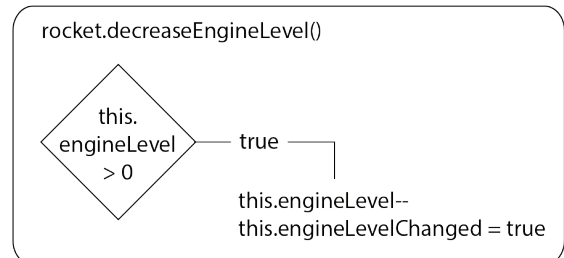 rocket.decreaseEngineLevel()
this.
engineLevel
> 0
true
this.engineLevel--
this.engineLevelChanged = true